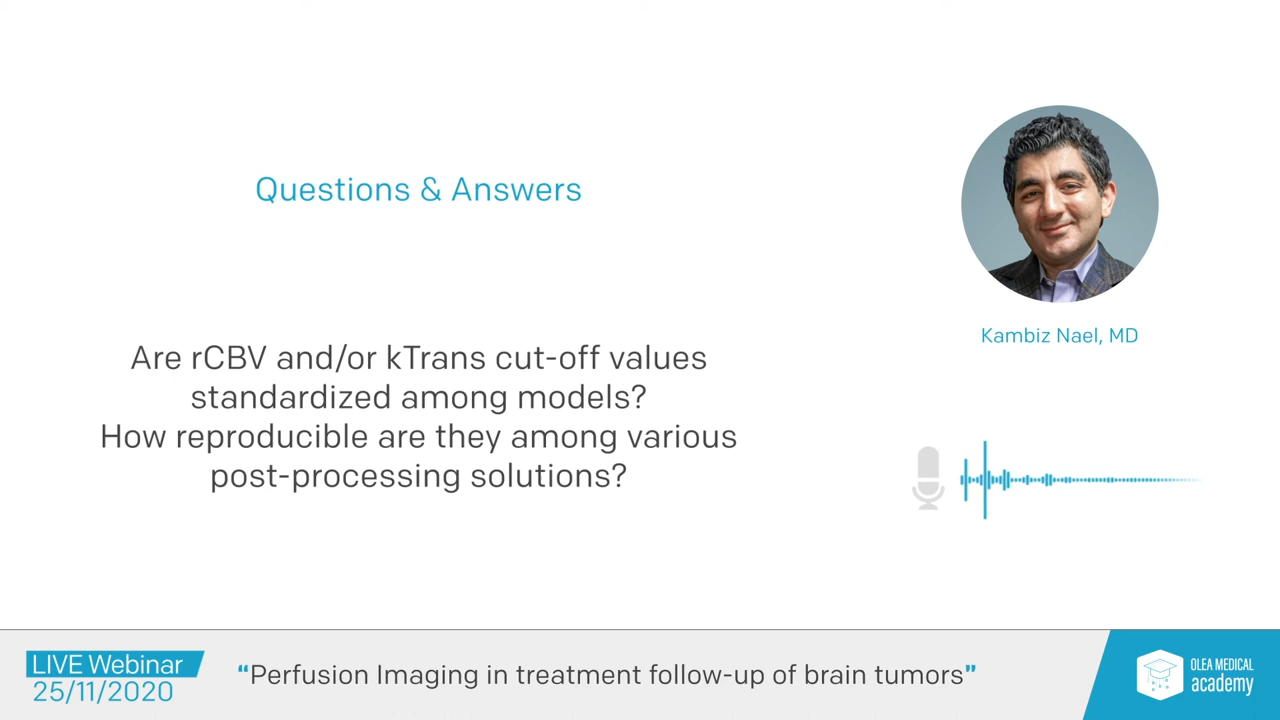 Questions & Answers
Kambiz Nael, MD
Are rCBV and/or kTrans cut-off values
standardized among models?
How reproducible are they among various
post-processing solutions?
LIVE Webinar
25/11/2020
“Perfusion Imaging in treatment follow-up of brain tumors”
OLEA MEDICAL
academy